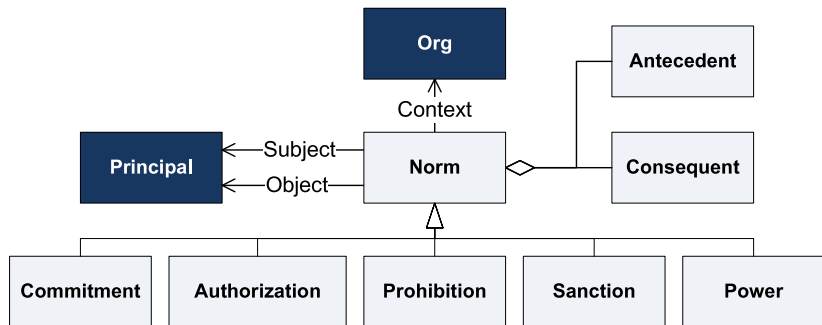 Org
Antecedent
Context
Subject
Principal
Norm
Consequent
Object
Commitment
Authorization
Prohibition
Sanction
Power